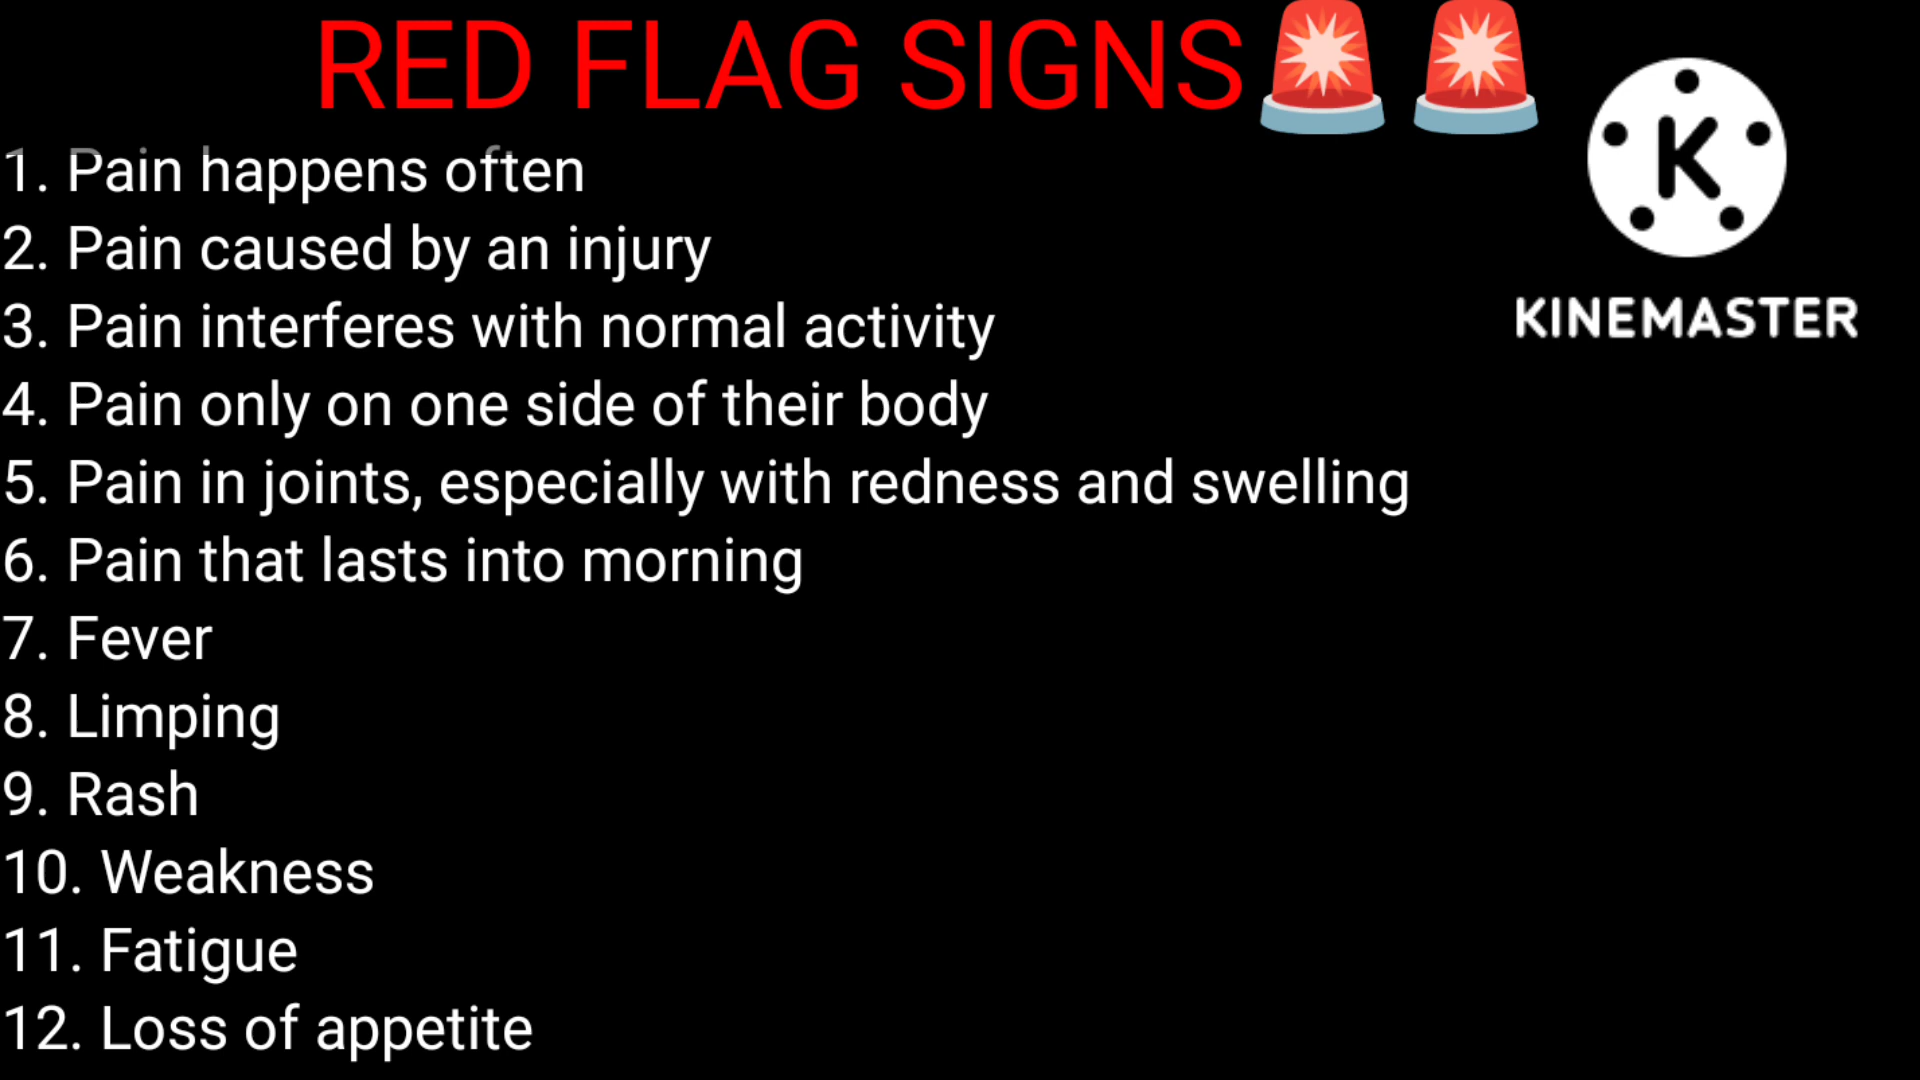 RED FLAG SIGNS🚨🚨
1. Pain happens often
2. Pain caused by an injury
3. Pain interferes with normal activity
4. Pain only on one side of their body
5. Pain in joints, especially with redness and swelling
6. Pain that lasts into morning
7. Fever
8. Limping
9. Rash
10. Weakness
11. Fatigue
12. Loss of appetite
K
KINEMASTER